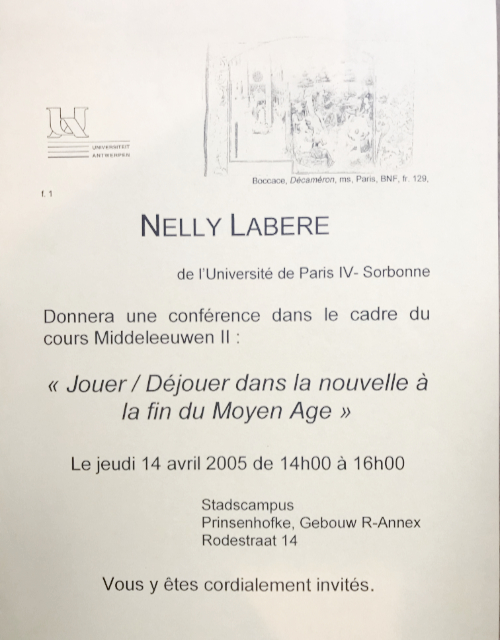 UA
UNIVERSITEIT
ANTWERPEN
Boccace, Décaméron, ms, Paris, BNF, fr. 129,
f. 1
NELLY LABERE
de l'Université de Paris IV- Sorbonne
Donnera une conférence dans le cadre du
cours Middeleeuwen II :
« Jouer / Déjouer dans la nouvelle à
la fin du Moyen Age »
Le jeudi 14 avril 2005 de 14h00 à 16h00
Stadscampus
Prinsenhofke, Gebouw R-Annex
Rodestraat 14
Vous y êtes cordialement invités.